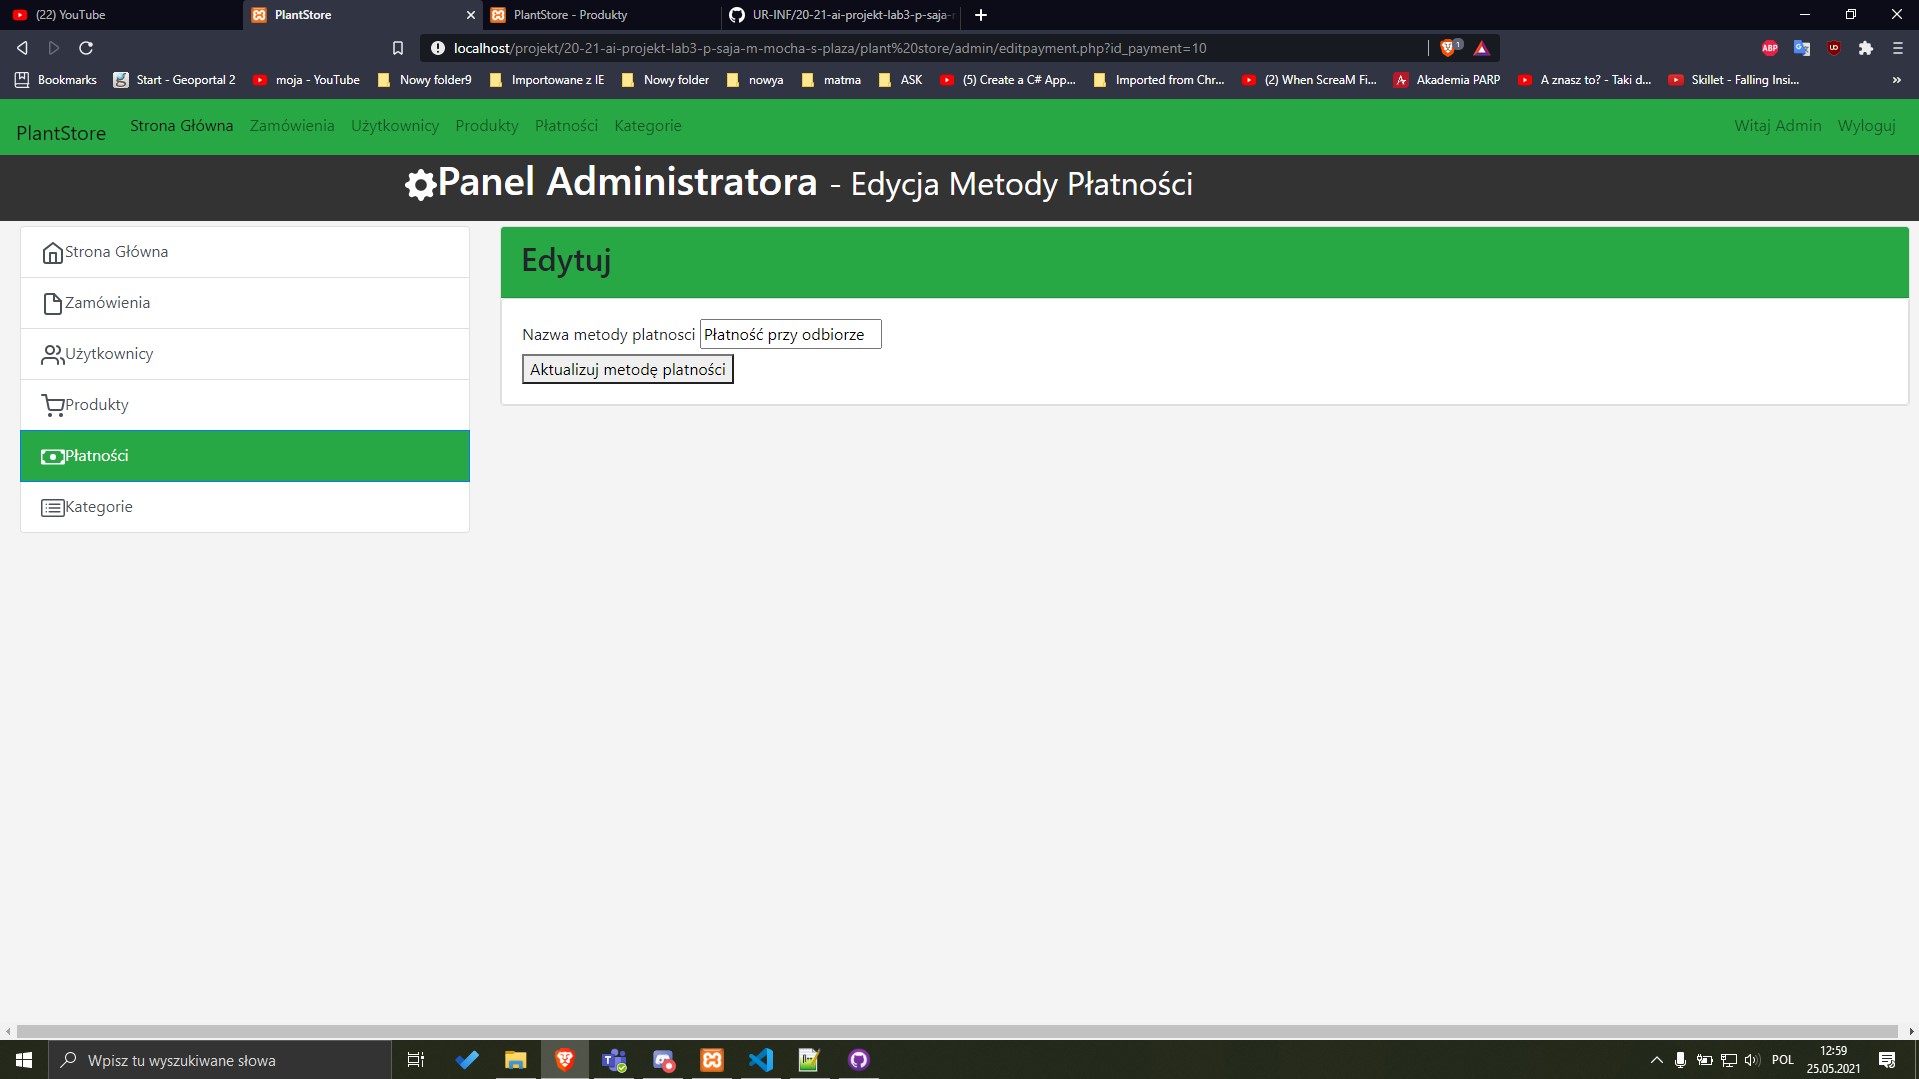 (22) YouTube
PlantStore
PlantStore - Produkty
UR-INF/20-21-ai-projekt-lab3-p-saja-
localhost/projekt/20-21-ai-projekt-lab3-p-saja-m-mocha-s-plaza/plant%20store/admin/editpayment.php?id_payment=10
1
ABP
Bookmarks
Start - Geoportal 2
moja - YouTube
Nowy folder9
Importowane z IE
Nowy folder
nowya
matma
ASK
(5) Create a C# App...
Imported from Chr...
(2) When ScreaM Fi...
Akademia PARP
A znasz to? - Taki d...
Skillet - Falling Insi...
»
PlantStore
Strona Główna
Zamówienia
Użytkownicy
Produkty
Płatności
Kategorie
Witaj Admin
Wyloguj
Panel Administratora - Edycja Metody Płatności
Strona Główna
Zamówienia
Użytkownicy
Produkty
Płatności
Kategorie
Edytuj
Nazwa metody platnosci Płatność przy odbiorze
Aktualizuj metodę platności
Wpisz tu wyszukiwane słowa
POL
12:59
25.05.2021